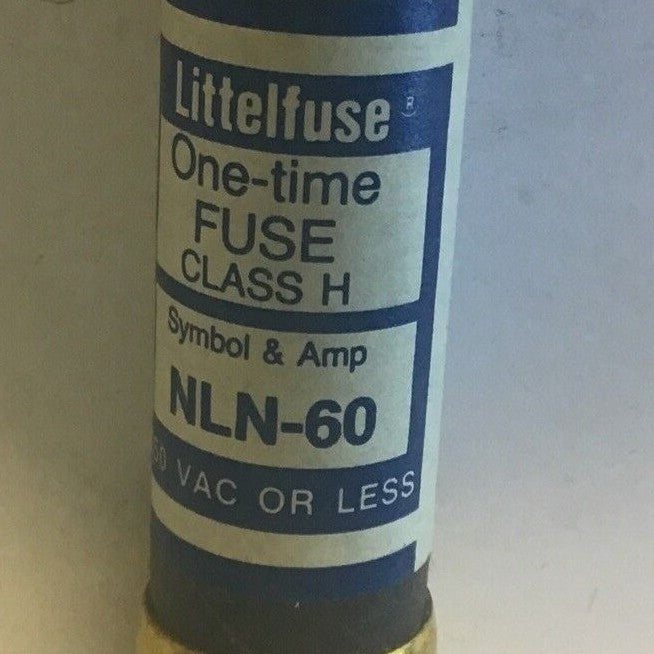 Littelfuse®
One-time
FUSE
CLASS H
Symbol & Amp
NLN-60
VAC OR LESS